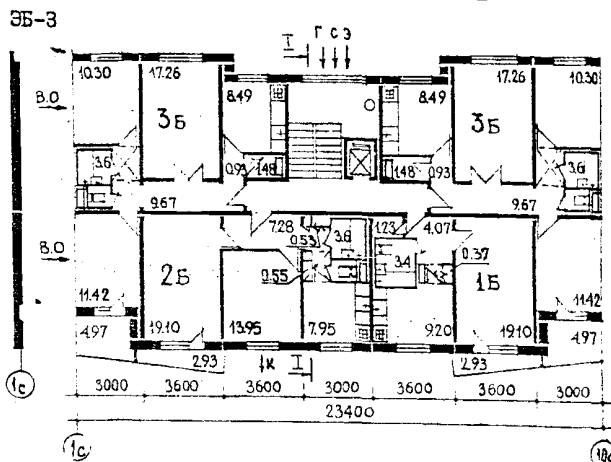 ЭБ-3
I Г С Э
10.30 17.26 8.49 8.49 17.26 10.30
В.О
3Б 3Б
3.6 0.93 1.48 1.48 0.93 3.6
9.67 9.67
7.28 0.53 3.6 1.23 4.07
В.О
3.4 0.37
2Б 0.55 1Б
11.42 11.42
4.97 19.10 13.95 7.95 9.20 19.10 4.97
2.93 К I 2.93
1с 3000 3600 3600 3000 3600 3600 3000
23400
1с